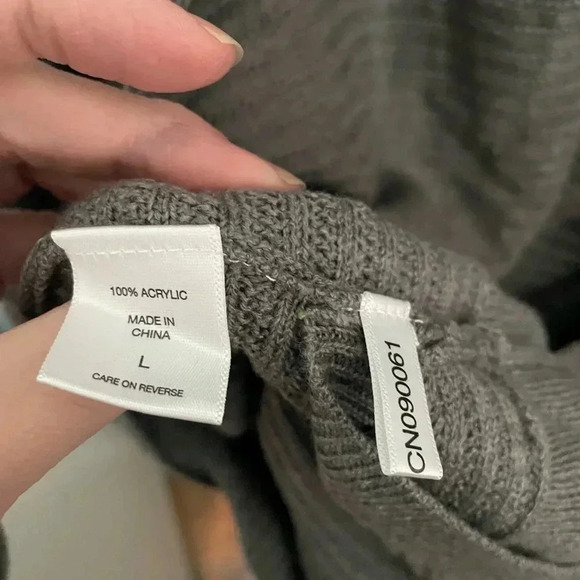 100% ACRYLIC
MADE IN
CHINA
L
CARE ON REVERSE
CN090061